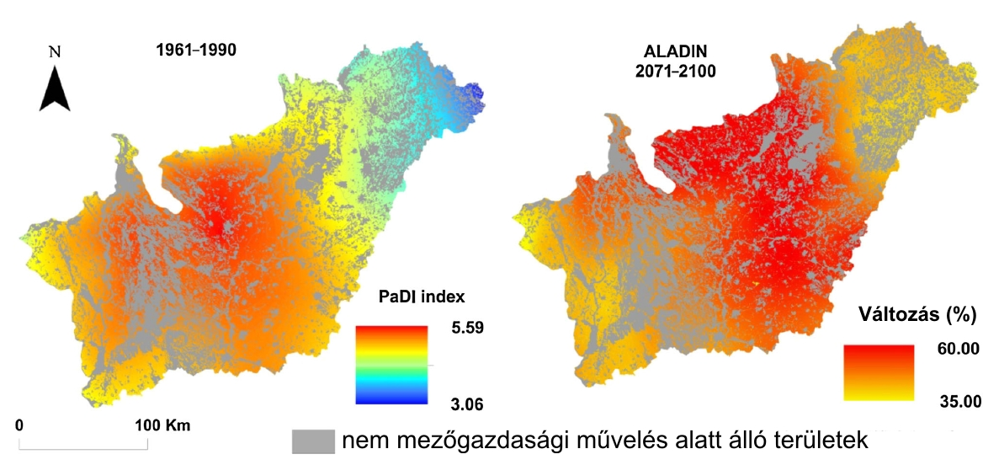 1961–1990
N
PaDI index
5.59
3.06
0 100 Km
ALADIN
2071–2100
Változás (%)
60.00
35.00
nem mezőgazdasági művelés alatt álló területek